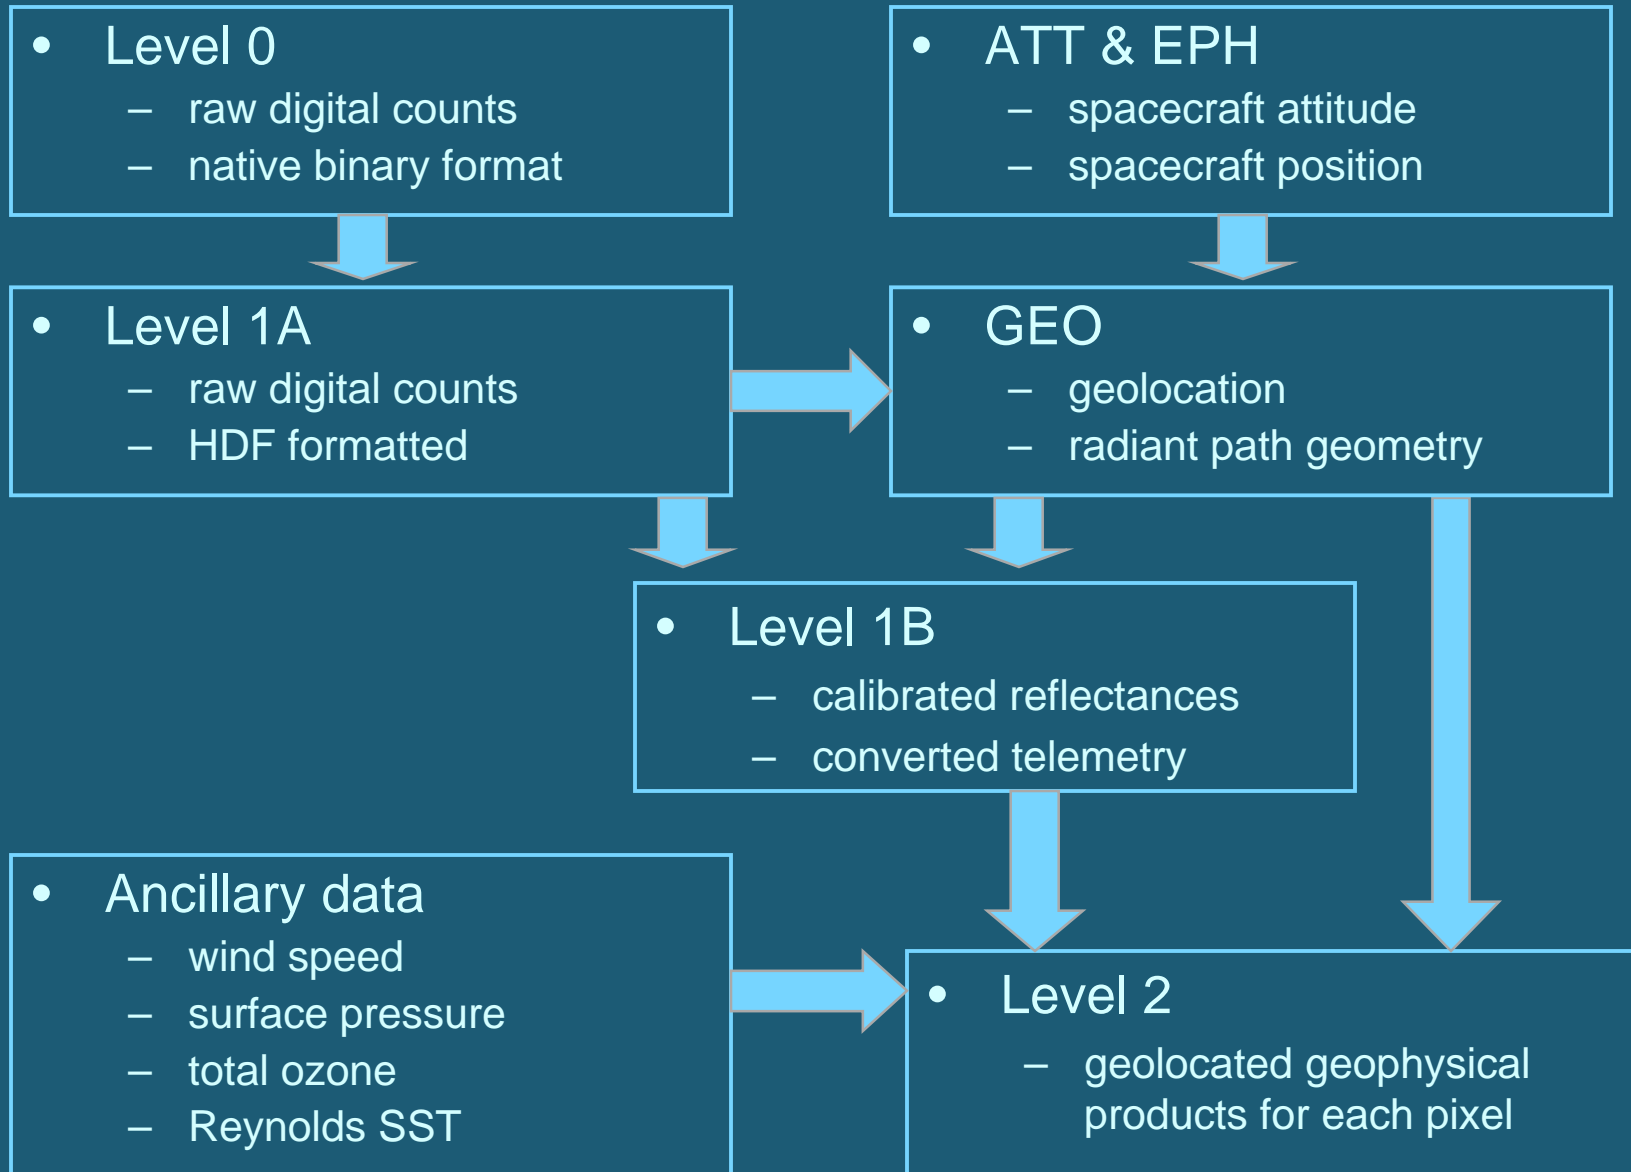 • Level 0
– raw digital counts
– native binary format
• ATT & EPH
– spacecraft attitude
– spacecraft position
• Level 1A
– raw digital counts
– HDF formatted
• GEO
– geolocation
– radiant path geometry
• Level 1B
– calibrated reflectances
– converted telemetry
• Ancillary data
– wind speed
– surface pressure
– total ozone
– Reynolds SST
• Level 2
– geolocated geophysical
products for each pixel